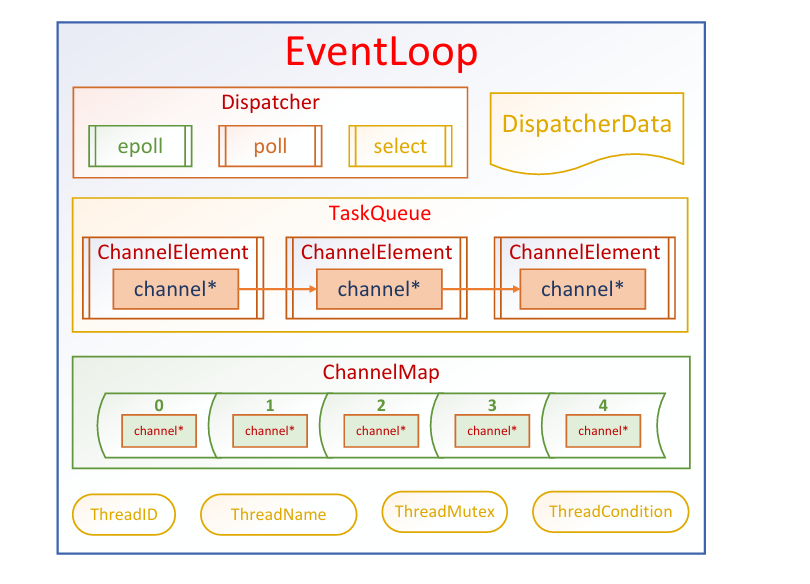 EventLoop
Dispatcher
epoll
poll
select
DispatcherData
TaskQueue
ChannelElement
channel*
ChannelElement
channel*
ChannelElement
channel*
ChannelMap
0
channel*
1
channel*
2
channel*
3
channel*
4
channel*
ThreadID
ThreadName
ThreadMutex
ThreadCondition